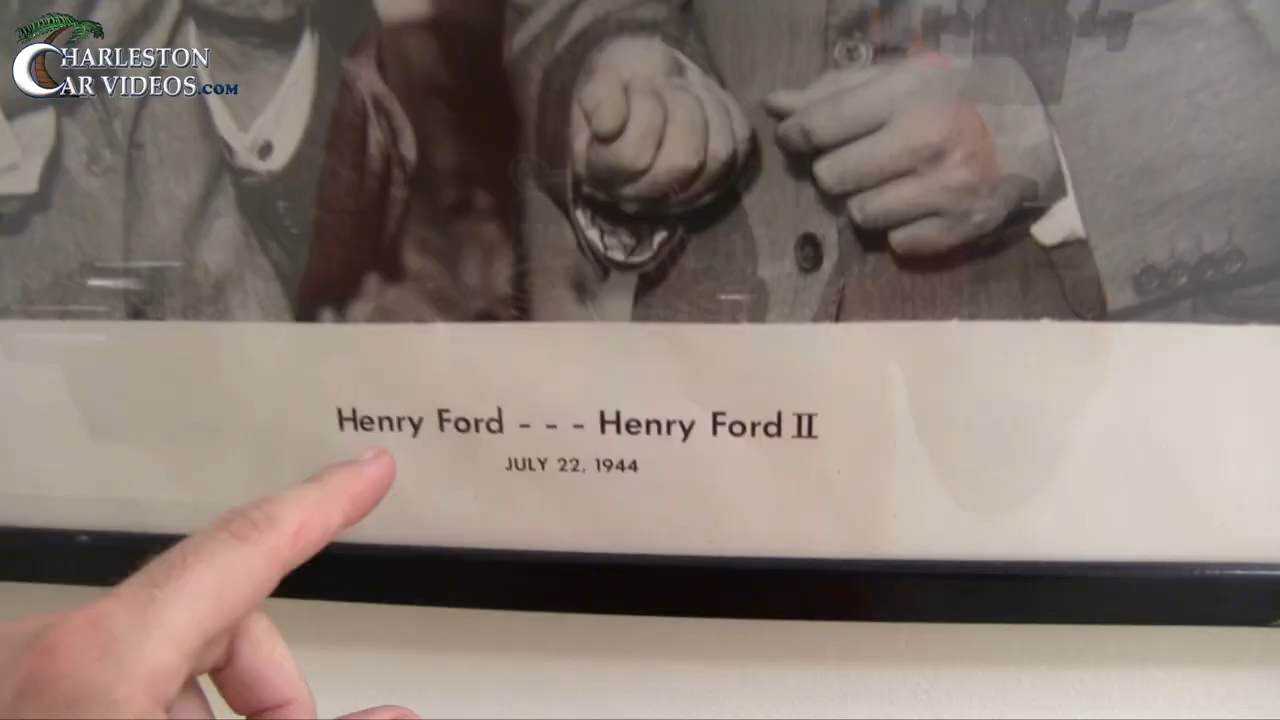 CHARLESTON
CAR VIDEOS.COM
Henry Ford - - - Henry Ford II
JULY 22, 1944